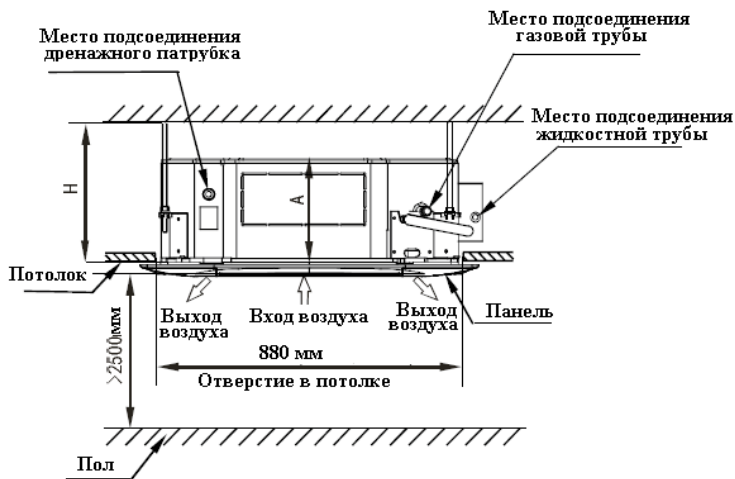 Место подсоединения
дренажного патрубка
Место подсоединения
газовой трубы
Место подсоединения
жидкостной трубы
H
A
Потолок
Выход
воздуха
Вход воздуха
Выход
воздуха
Панель
>2500мм
880 мм
Отверстие в потолке
Пол